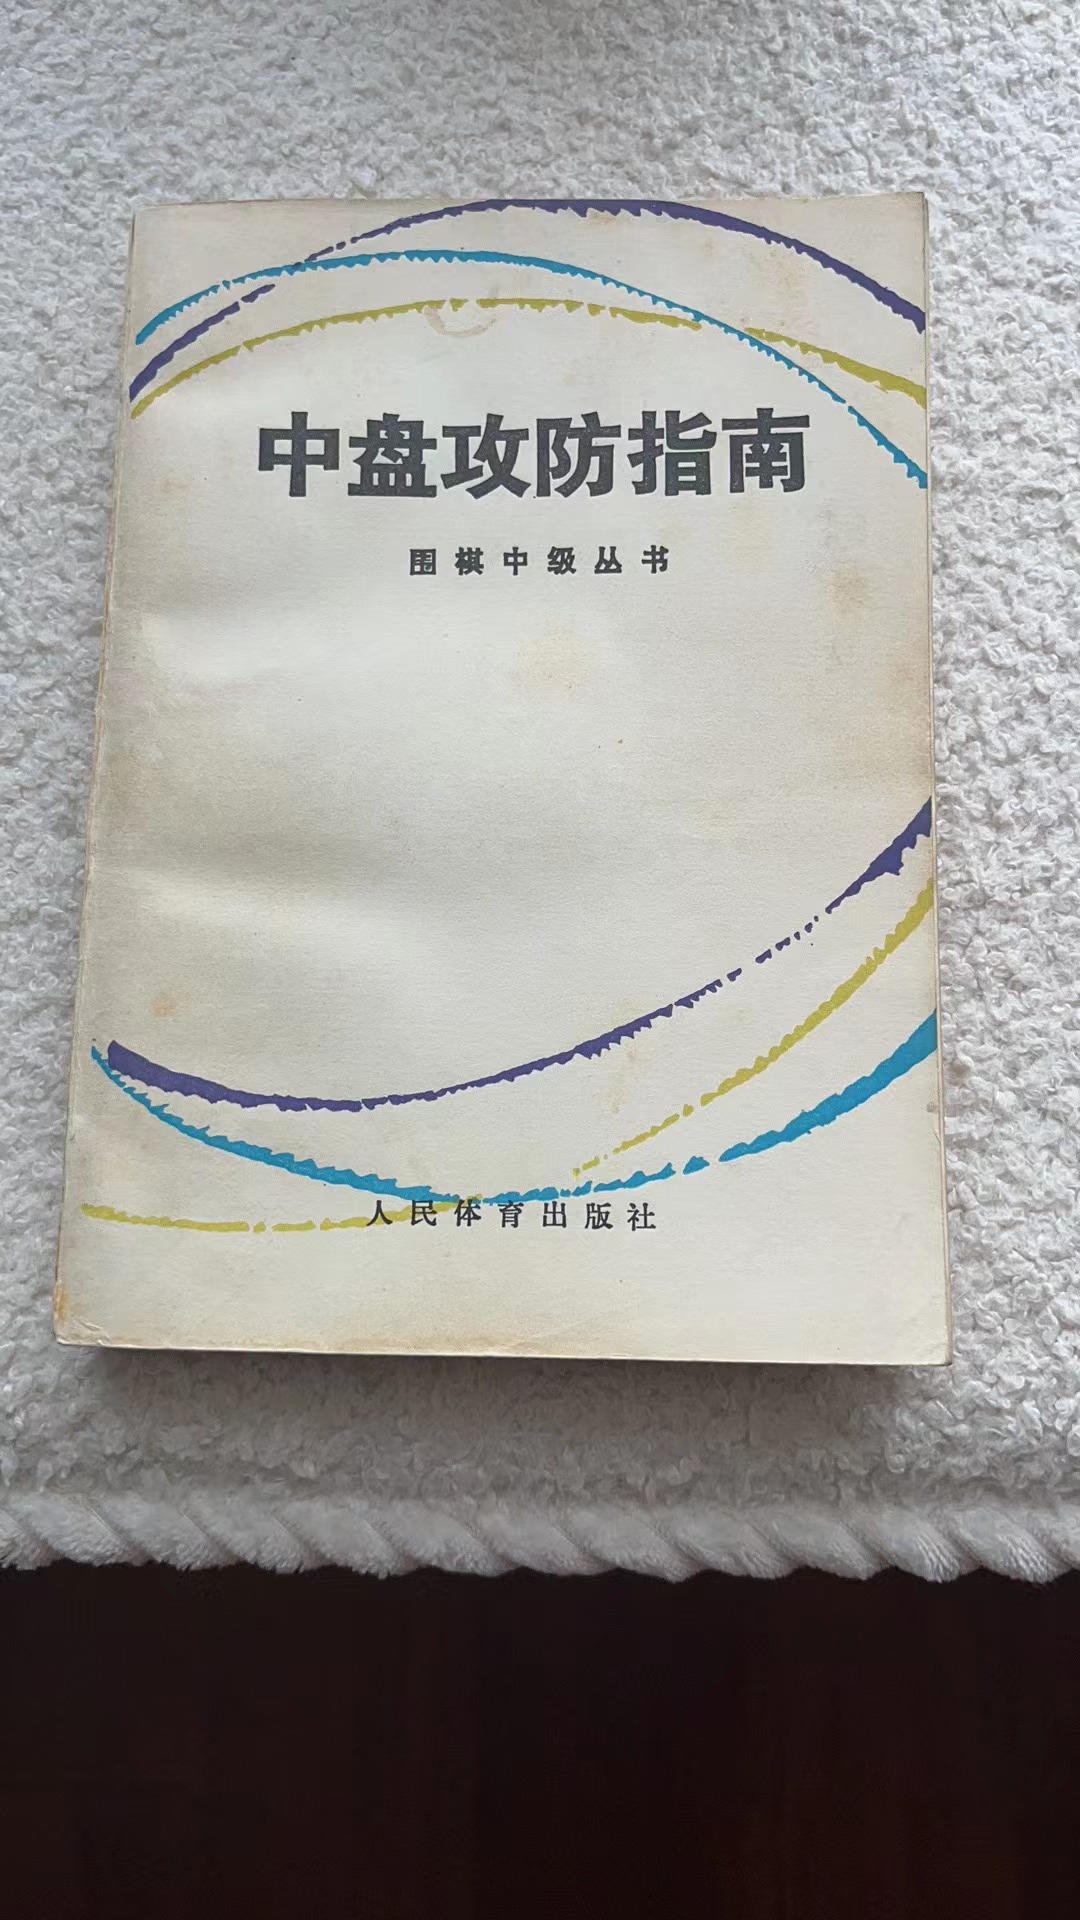 中盘攻防指南
围棋中级丛书
人民体育出版社